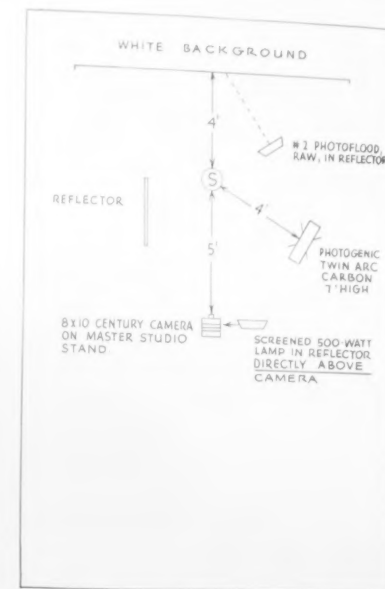 WHITE BACKGROUND
4'
# 2 PHOTOFLOOD,
RAW, IN REFLECTOR
S
REFLECTOR
4'
5'
PHOTOGENIC
TWIN ARC
CARBON
7' HIGH
8X10 CENTURY CAMERA
ON MASTER STUDIO
STAND
SCREENED 500-WATT
LAMP IN REFLECTOR
DIRECTLY ABOVE
CAMERA